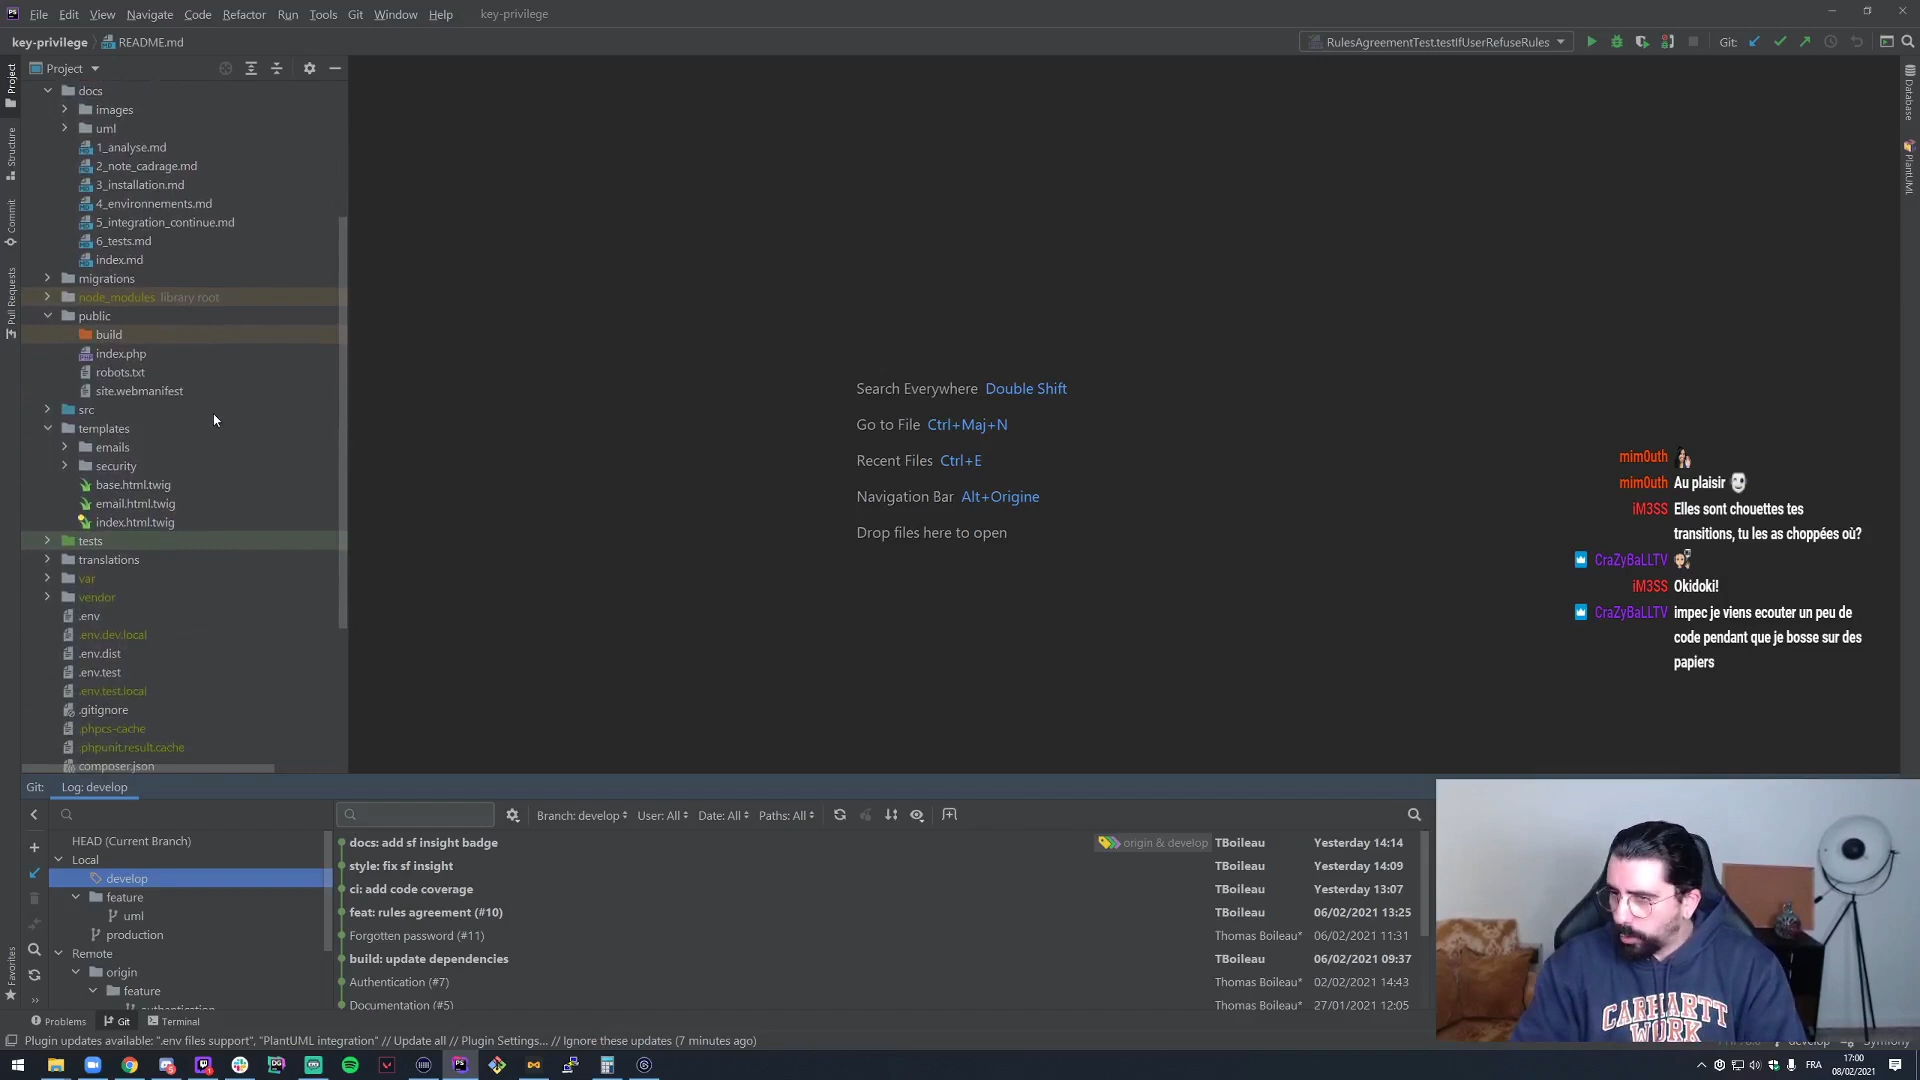 File Edit View Navigate Code Refactor Run Tools Git Window Help key-privilege
key-privilege README.md RulesAgreementTest.testIfUserRefuseRules Git:
Project
docs
images
uml
1_analyse.md
2_note_cadrage.md
3_installation.md
4_environnements.md
5_integration_continue.md
6_tests.md
index.md
migrations
node_modules library root
public
build
index.php
robots.txt
site.webmanifest
src
templates
emails
security
base.html.twig
email.html.twig
index.html.twig
tests
translations
var
vendor
.env
.env.dev.local
.env.dist
.env.test
.env.test.local
.gitignore
.phpcs-cache
.phpunit.result.cache
composer.json
Project
Structure
Commit
Pull Requests
Favorites
Search Everywhere Double Shift
Go to File Ctrl+Maj+N
Recent Files Ctrl+E
Navigation Bar Alt+Origine
Drop files here to open
Database
PlantUML
mim0uth
mim0uth Au plaisir
iM3SS Elles sont chouettes tes
transitions, tu les as choppées où?
CraZyBaLLTV
iM3SS Okidoki!
CraZyBaLLTV impec je viens ecouter un peu de
code pendant que je bosse sur des
papiers
Git: Log: develop
Branch: develop User: All Date: All Paths: All
HEAD (Current Branch)
Local
develop
feature
uml
production
Remote
origin
feature
authentication
docs: add sf insight badge origin & develop TBoileau Yesterday 14:14
style: fix sf insight TBoileau Yesterday 14:09
ci: add code coverage TBoileau Yesterday 13:07
feat: rules agreement (#10) TBoileau 06/02/2021 13:25
Forgotten password (#11) Thomas Boileau* 06/02/2021 11:31
build: update dependencies TBoileau 06/02/2021 09:37
Authentication (#7) Thomas Boileau* 02/02/2021 14:43
Documentation (#5) Thomas Boileau* 27/01/2021 12:05
CARHARTT
WORK
Problems Git Terminal
Plugin updates available: ".env files support", "PlantUML integration" // Update all // Plugin Settings... // Ignore these updates (7 minutes ago)
develop
FRA
17:00
08/02/2021